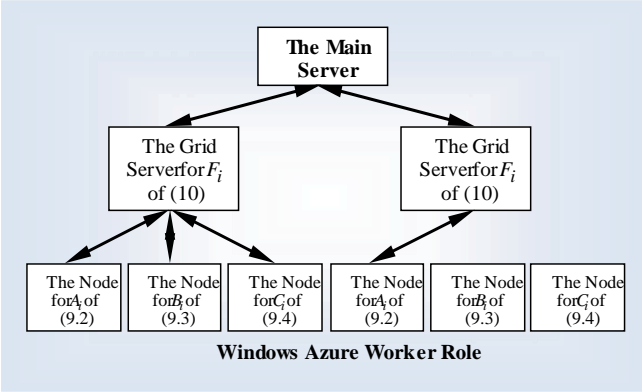 The Main
Server
The Grid
Serverfor Fi
of (10)
The Grid
Serverfor Fi
of (10)
The Node
forAi of
(9.2)
The Node
forBi of
(9.3)
The Node
forCi of
(9.4)
The Node
forAi of
(9.2)
The Node
forBi of
(9.3)
The Node
forCi of
(9.4)
Windows Azure Worker Role